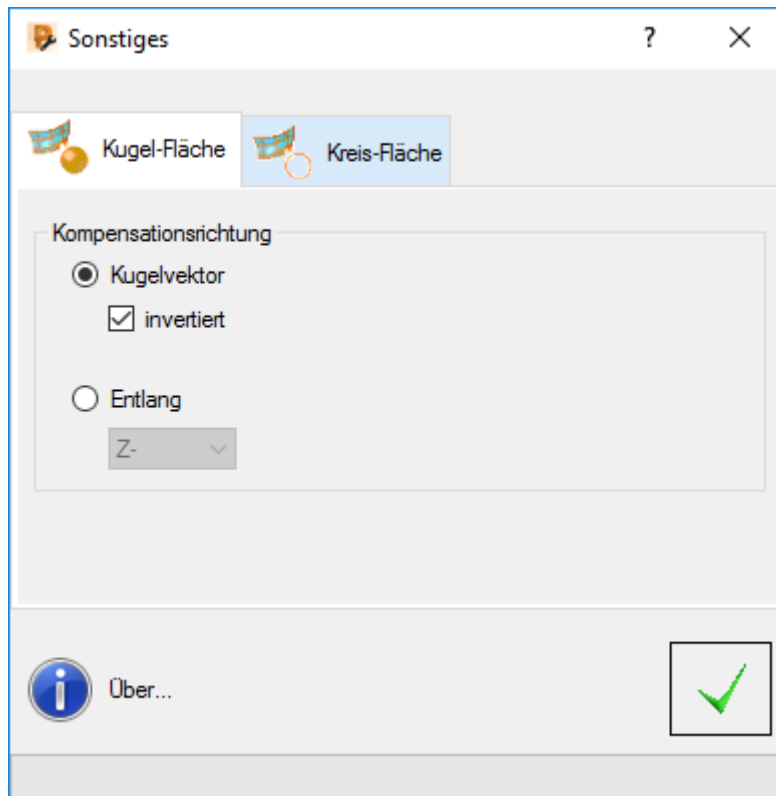 Sonstiges
?
Kugel-Fläche
Kreis-Fläche
Kompensationsrichtung
Kugelvektor
invertiert
Entlang
Z-
Über...